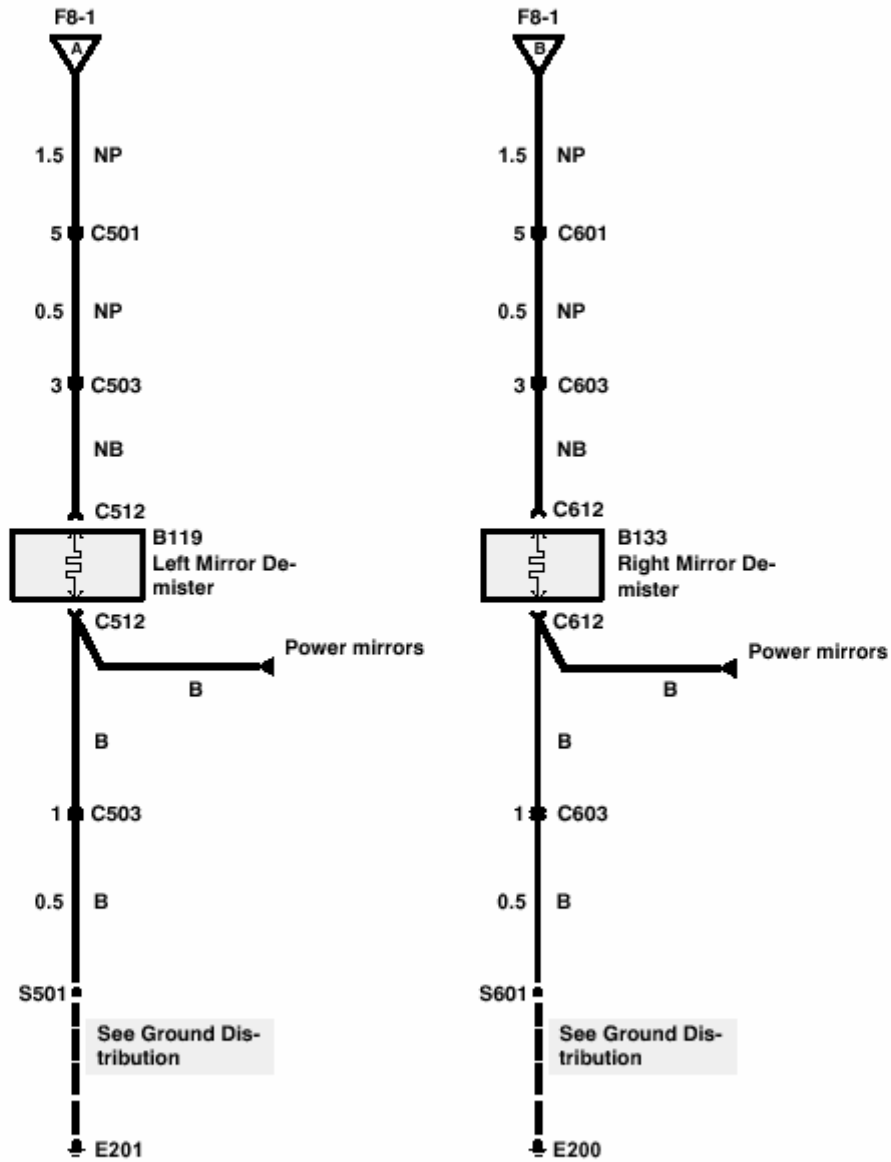 F8-1
A
1.5 NP
5 C501
0.5 NP
3 C503
NB
C512
B119
Left Mirror De-
mister
C512
Power mirrors
B
B
1 C503
0.5 B
S501
See Ground Dis-
tribution
E201
F8-1
B
1.5 NP
5 C601
0.5 NP
3 C603
NB
C612
B133
Right Mirror De-
mister
C612
Power mirrors
B
B
1 C603
0.5 B
S601
See Ground Dis-
tribution
E200